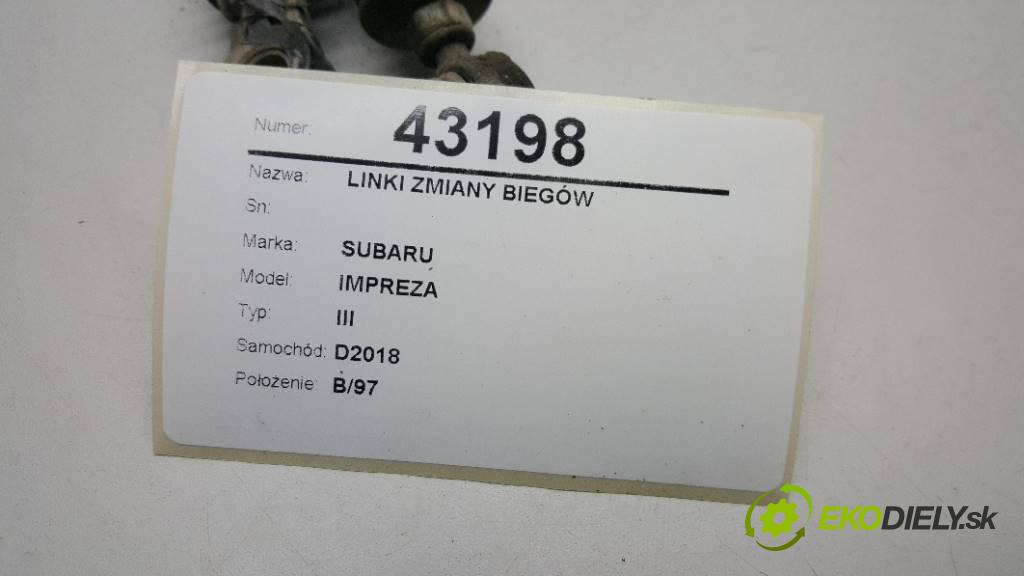 Numer: 43198
Nazwa: LINKI ZMIANY BIEGÓW
Sn:
Marka: SUBARU
Model: IMPREZA
Typ: III
Samochód: D2018
Położenie: B/97
EKODIELY.sk